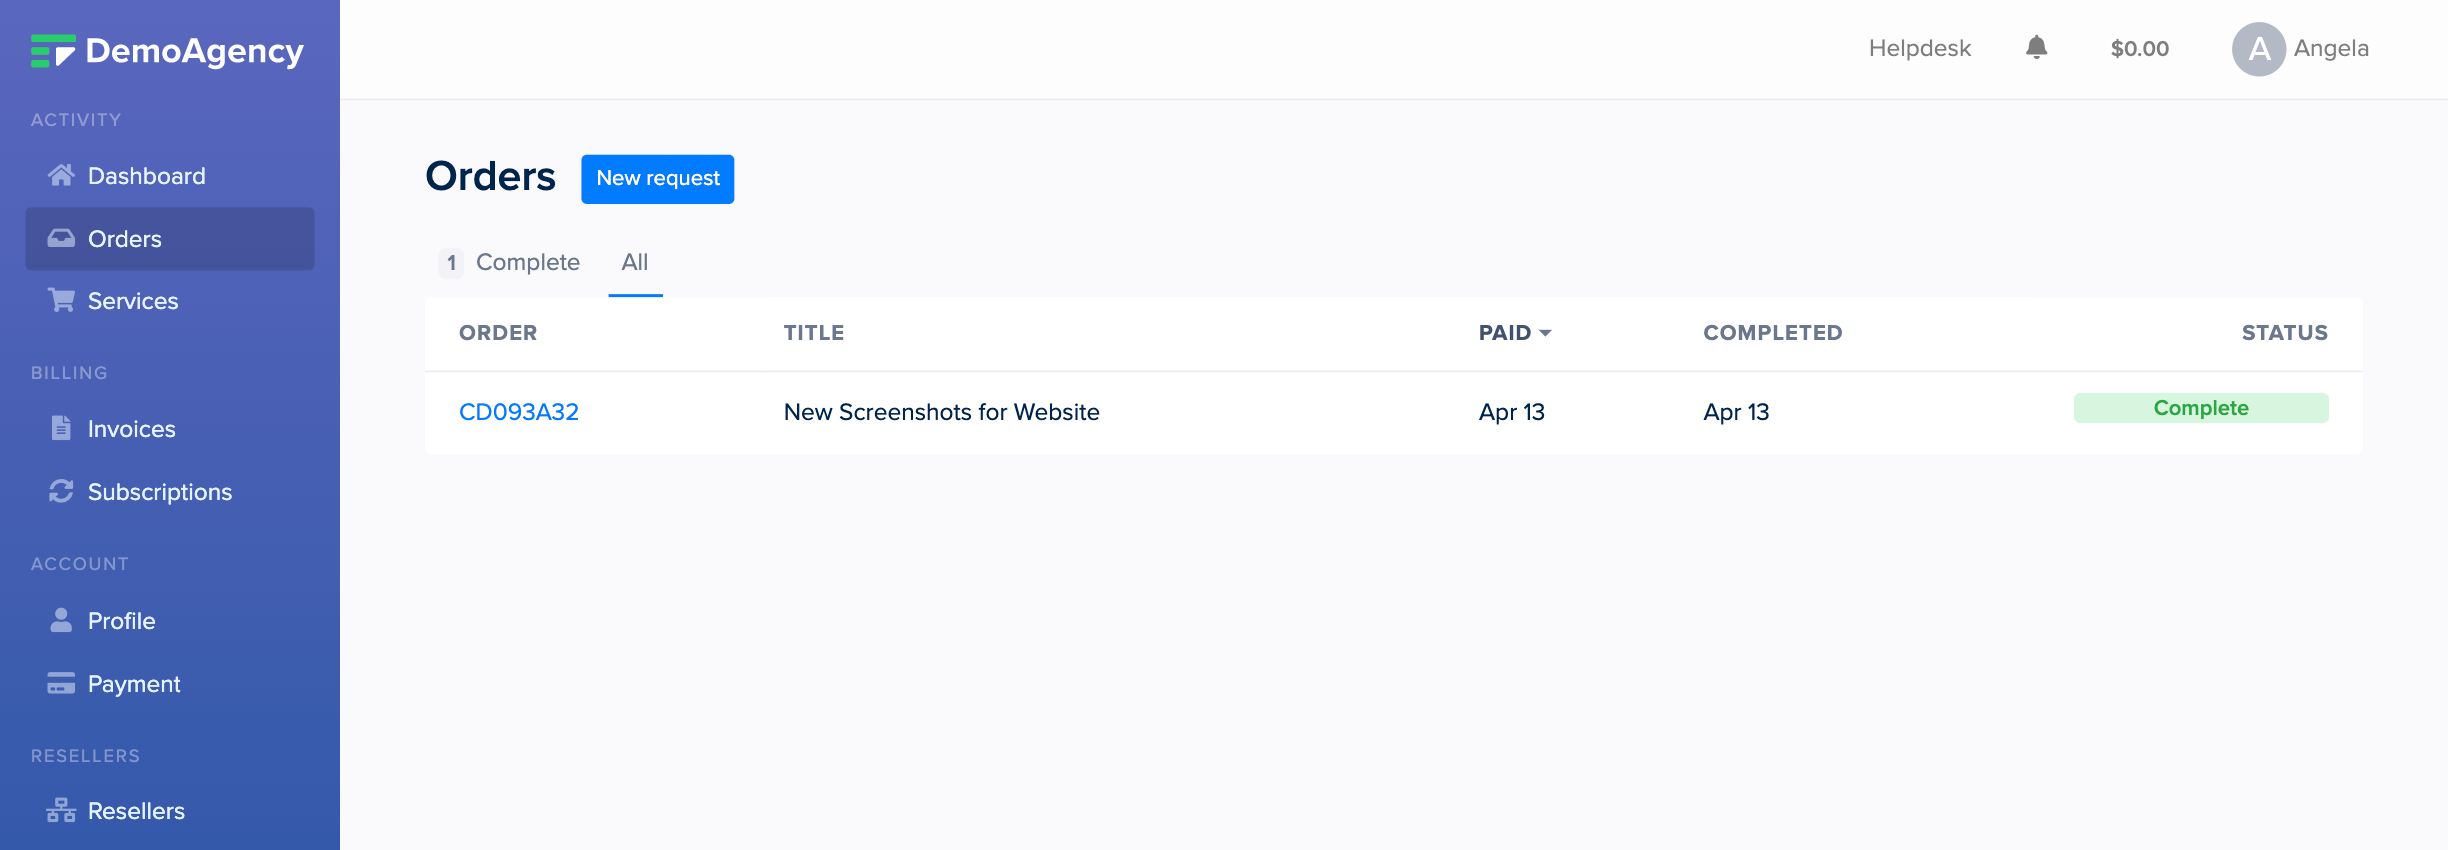 DemoAgency
Helpdesk $0.00 A Angela
ACTIVITY
Dashboard
Orders
Services
BILLING
Invoices
Subscriptions
ACCOUNT
Profile
Payment
RESELLERS
Resellers
Orders New request
1 Complete All
ORDER TITLE PAID COMPLETED STATUS
CD093A32 New Screenshots for Website Apr 13 Apr 13 Complete